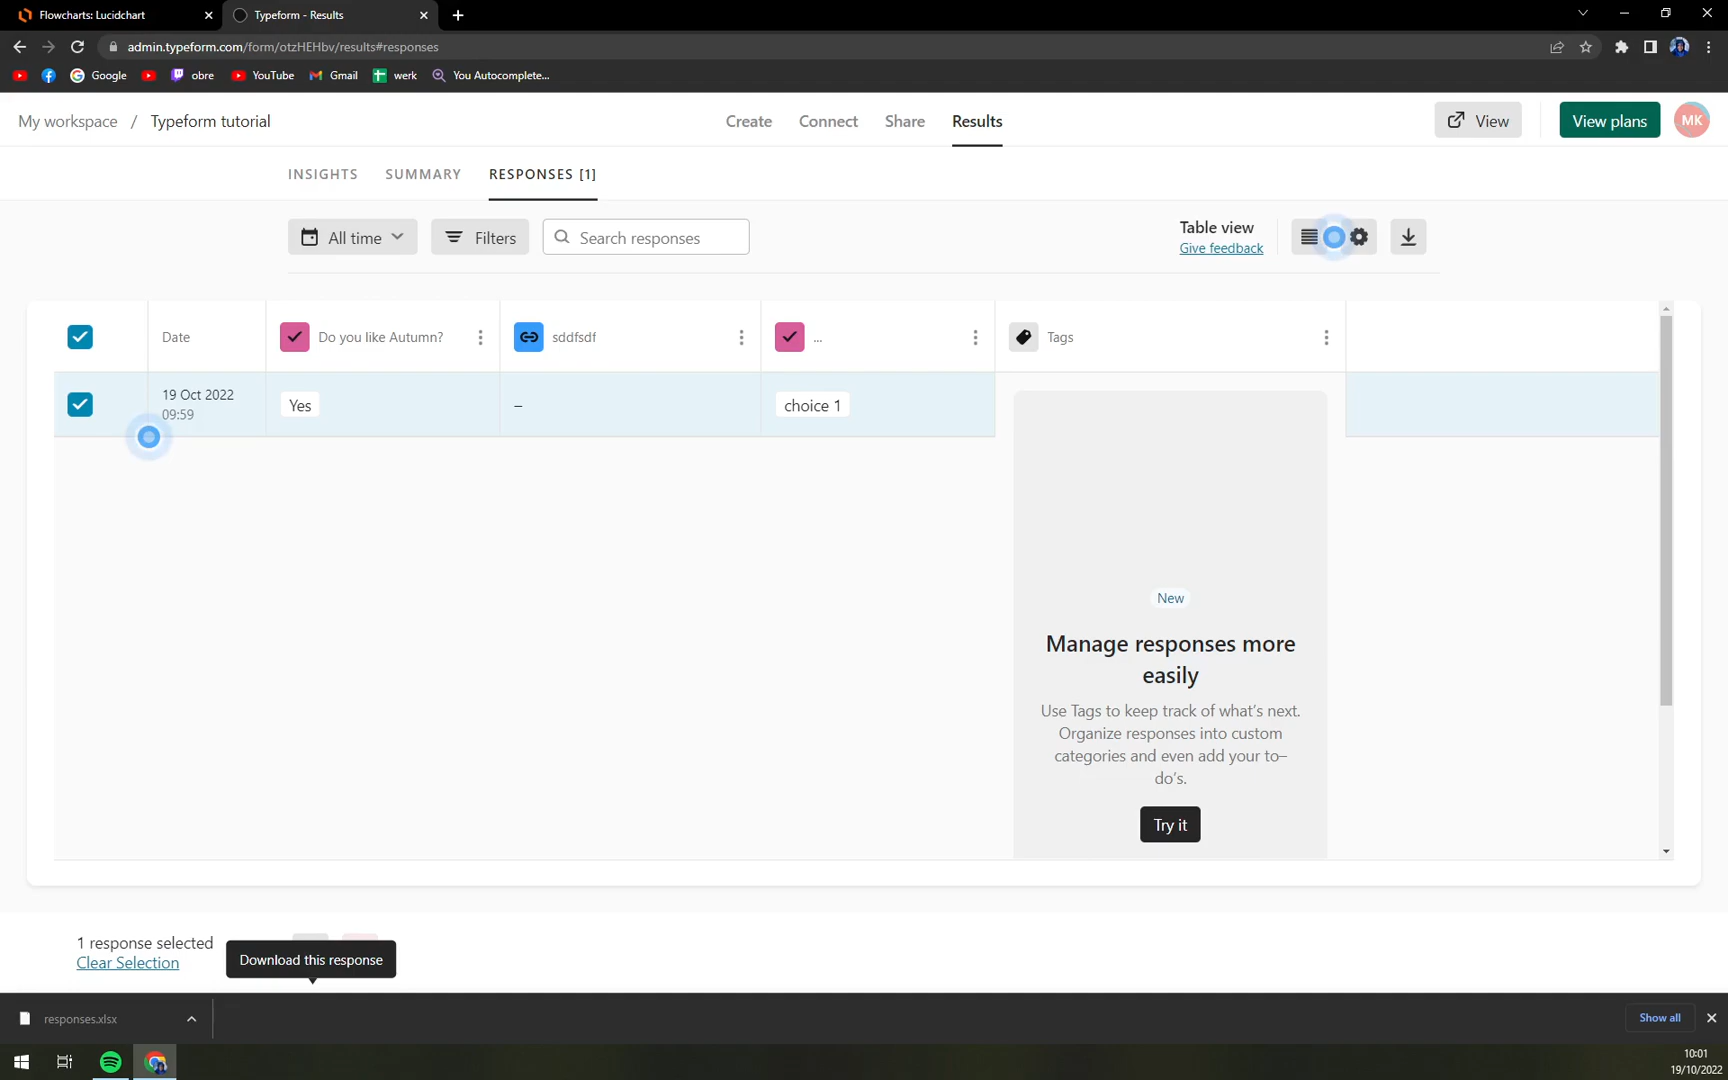 Flowcharts: Lucidchart
Typeform - Results
admin.typeform.com/form/otzHEHbv/results#responses
Google
obre
YouTube
Gmail
werk
You Autocomplete...
My workspace / Typeform tutorial
Create
Connect
Share
Results
View
View plans
MK
INSIGHTS
SUMMARY
RESPONSES [1]
All time
Filters
Search responses
Table view
Give feedback
Date
Do you like Autumn?
sddfsdf
...
Tags
19 Oct 2022
09:59
Yes
–
choice 1
New
Manage responses more
easily
Use Tags to keep track of what's next.
Organize responses into custom
categories and even add your to–
do's.
Try it
1 response selected
Clear Selection
Download this response
responses.xlsx
Show all
10:01
19/10/2022